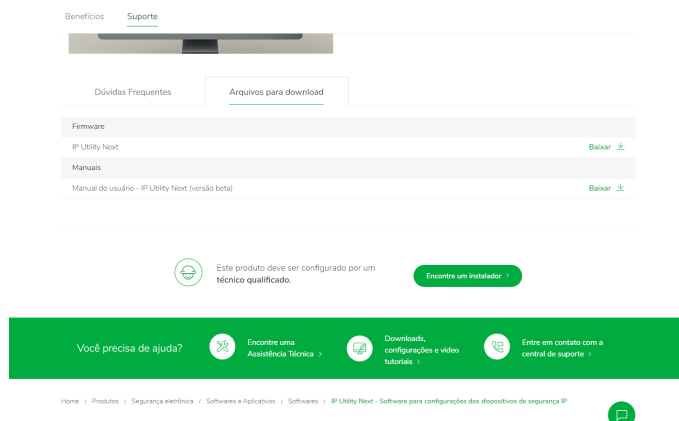 Benefícios Suporte
Dúvidas Frequentes Arquivos para download
Firmware
IP Utility Next Baixar
Manuais
Manual do usuário - IP Utility Next (versão beta) Baixar
Este produto deve ser configurado por um
técnico qualificado.
Encontre um instalador >
Você precisa de ajuda?
Encontre uma
Assistência Técnica >
Downloads,
configurações e video
tutoriais >
Entre em contato com a
central de suporte >
Home / Produtos / Segurança eletrônica / Softwares e Aplicativos / Softwares / IP Utility Next - Software para configurações dos dispositivos de segurança IP